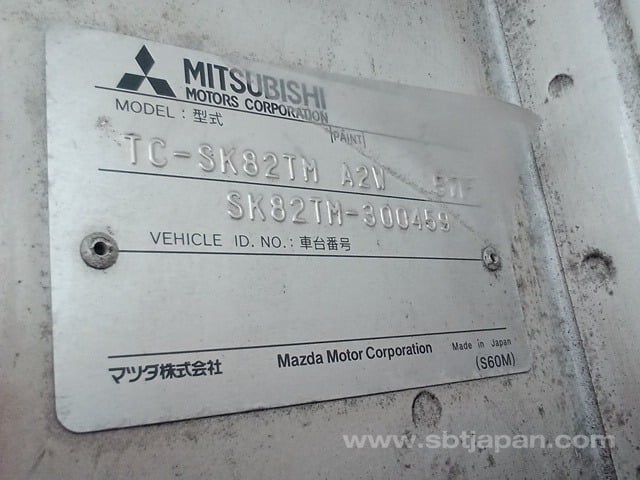 MITSUBISHI
MOTORS CORPORATION
MODEL : 型式
PAINT
TC-SK82TM A2W
SK82TM-300459
VEHICLE ID. NO. : 車台番号
マツダ株式会社 Mazda Motor Corporation Made in Japan
(S60M)
www.sbtjapan.com